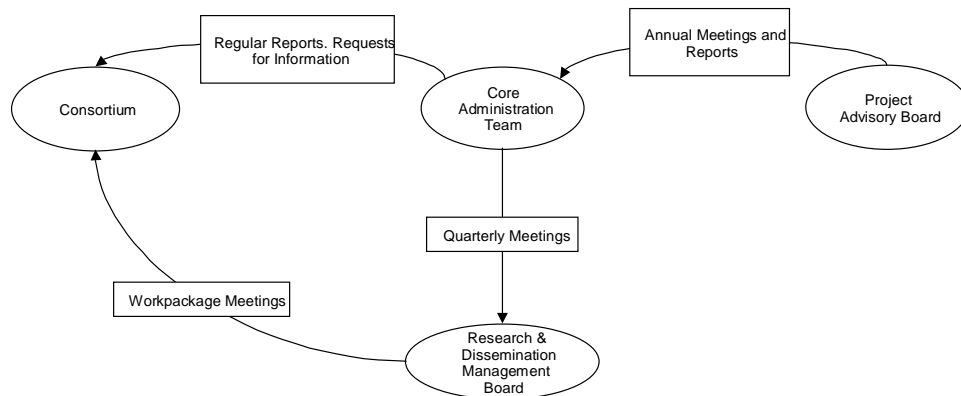 Regular Reports. Requests
for Information
Annual Meetings and
Reports
Consortium
Core
Administration
Team
Project
Advisory Board
Quarterly Meetings
Workpackage Meetings
Research &
Dissemination
Management
Board